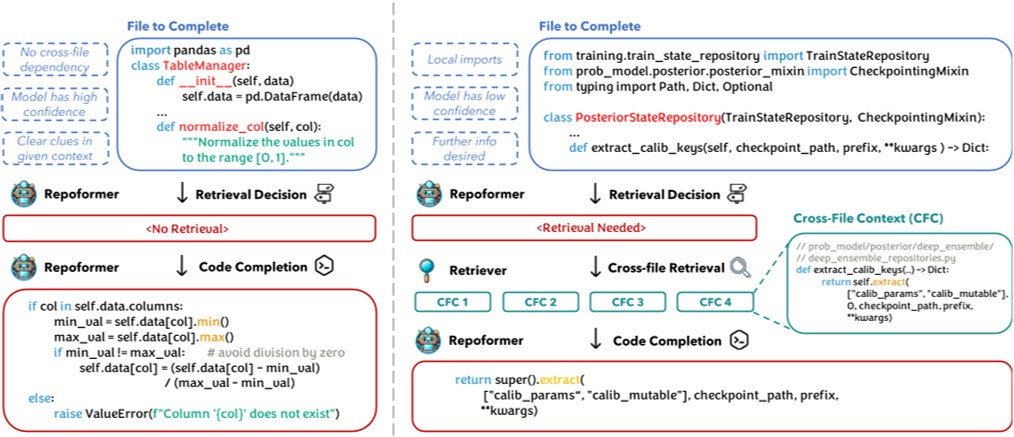 File to Complete
No cross-file
dependency
Model has high
confidence
Clear clues in
given context
import pandas as pd
class TableManager:
def __init__(self, data)
self.data = pd.DataFrame(data)
...
def normalize_col(self, col):
"""Normalize the values in col
to the range [0, 1]."""
Repoformer
Retrieval Decision
<No Retrieval>
Repoformer
Code Completion
if col in self.data.columns:
min_val = self.data[col].min()
max_val = self.data[col].max()
if min_val != max_val: # avoid division by zero
self.data[col] = (self.data[col] - min_val)
/ (max_val - min_val)
else:
raise ValueError(f"Column '{col}' does not exist")
File to Complete
Local imports
Model has low
confidence
Further info
desired
from training.train_state_repository import TrainStateRepository
from prob_model.posterior.posterior_mixin import CheckpointingMixin
from typing import Path, Dict, Optional
class PosteriorStateRepository(TrainStateRepository, CheckpointingMixin):
...
def extract_calib_keys(self, checkpoint_path, prefix, **kwargs ) -> Dict:
Repoformer
Retrieval Decision
<Retrieval Needed>
Retriever
Cross-file Retrieval
CFC 1
CFC 2
CFC 3
CFC 4
Cross-File Context (CFC)
// prob_model/posterior/deep_ensemble/
// deep_ensemble_repositories.py
def extract_calib_keys(..) -> Dict:
return self.extract(
["calib_params", "calib_mutable"],
0, checkpoint_path, prefix,
**kwargs)
Repoformer
Code Completion
return super().extract(
["calib_params“, "calib_mutable"], checkpoint_path, prefix,
**kwargs)